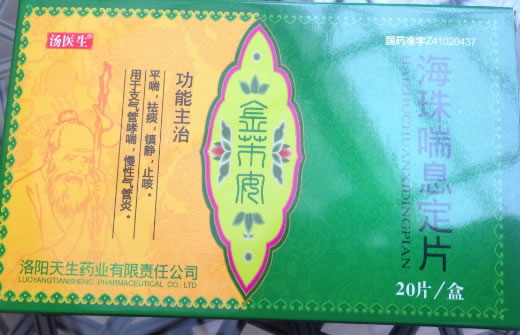 汤医生®
国药准字Z41020437
海珠喘息定片
HAIZHUCHUANXIDINGPIAN
功能主治
平喘，祛痰，镇静，止咳。
用于支气管哮喘，慢性气管炎。
洛阳天生药业有限责任公司
LUOYANGTIANSHENG PHARMACEUTICAL CO., LTD
20片/盒